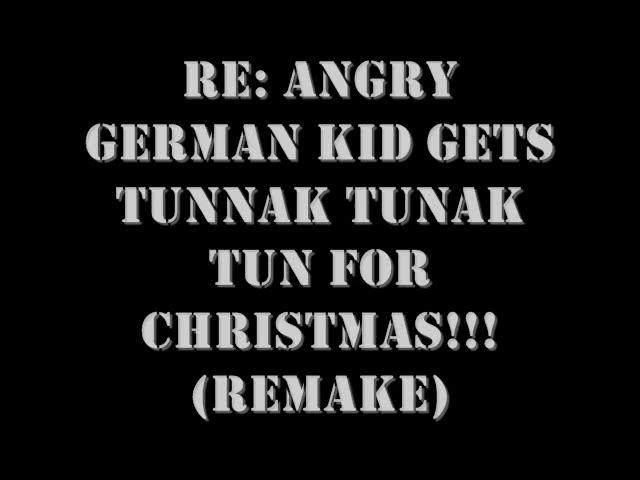 RE: ANGRY
GERMAN KID GETS
TUNNAK TUNAK
TUN FOR
CHRISTMAS!!!
(REMAKE)